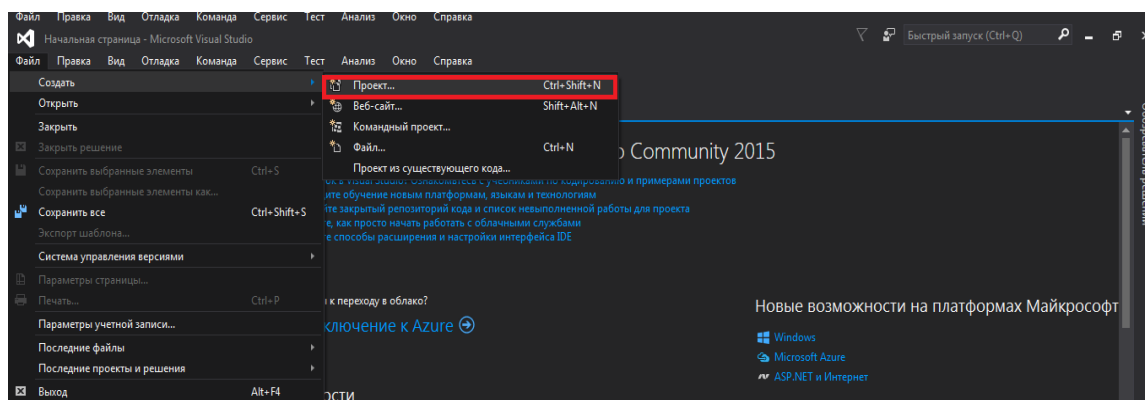 Файл Правка Вид Отладка Команда Сервис Тест Анализ Окно Справка
Начальная страница - Microsoft Visual Studio Быстрый запуск (Ctrl+Q)
Файл Правка Вид Отладка Команда Сервис Тест Анализ Окно Справка
Создать
Открыть
Закрыть
Закрыть решение
Сохранить выбранные элементы Ctrl+S
Сохранить выбранные элементы как...
Сохранить все Ctrl+Shift+S
Экспорт шаблона...
Система управления версиями
Параметры страницы...
Печать... Ctrl+P
Параметры учетной записи...
Последние файлы
Последние проекты и решения
Выход Alt+F4
Проект... Ctrl+Shift+N
Веб-сайт... Shift+Alt+N
Командный проект...
Файл... Ctrl+N
Проект из существующего кода...
Community 2015
и примерами проектов
обучение новым платформам, языкам и технологиям
закрытый репозиторий кода и список невыполненной работы для проекта
как просто начать работать с облачными службами
способы расширения и настройки интерфейса IDE
к переходу в облако?
ключение к Azure
ости
Новые возможности на платформах Майкрософт
Windows
Microsoft Azure
ASP.NET и Интернет